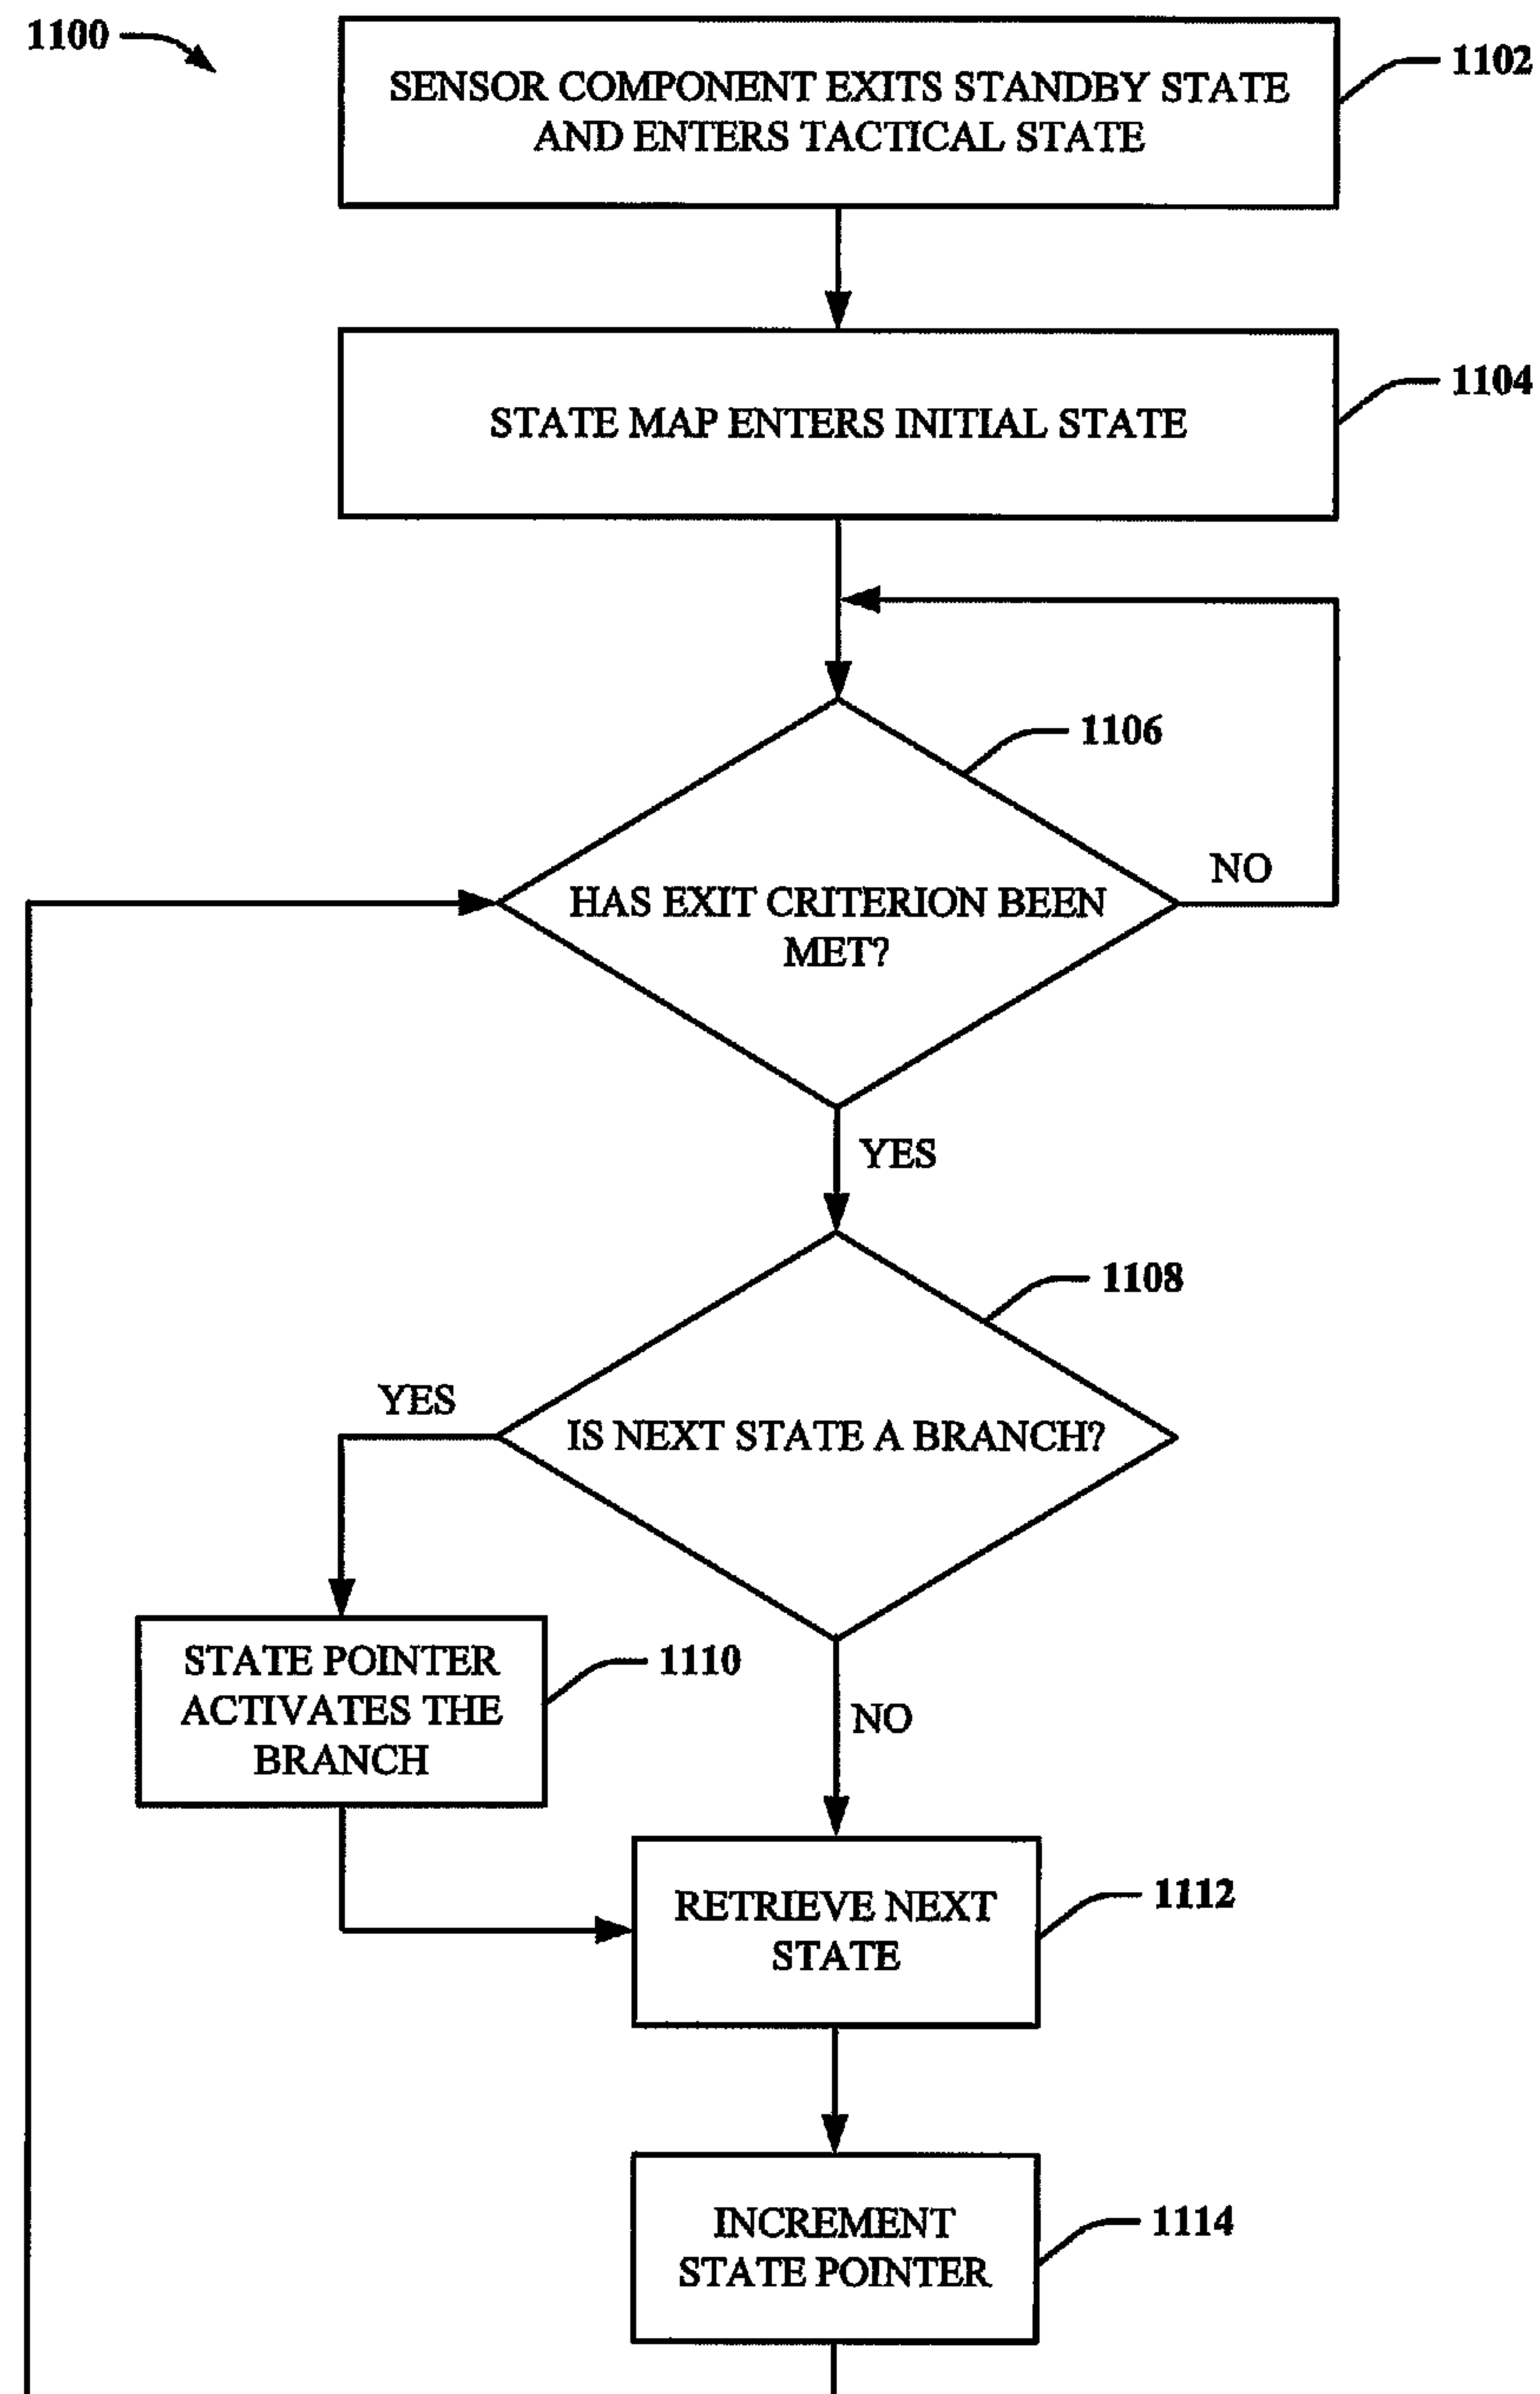 1100
SENSOR COMPONENT EXITS STANDBY STATE
AND ENTERS TACTICAL STATE
1102
STATE MAP ENTERS INITIAL STATE
1104
1106
HAS EXIT CRITERION BEEN
MET?
NO
YES
1108
IS NEXT STATE A BRANCH?
YES
STATE POINTER
ACTIVATES THE
BRANCH
1110
NO
RETRIEVE NEXT
STATE
1112
INCREMENT
STATE POINTER
1114